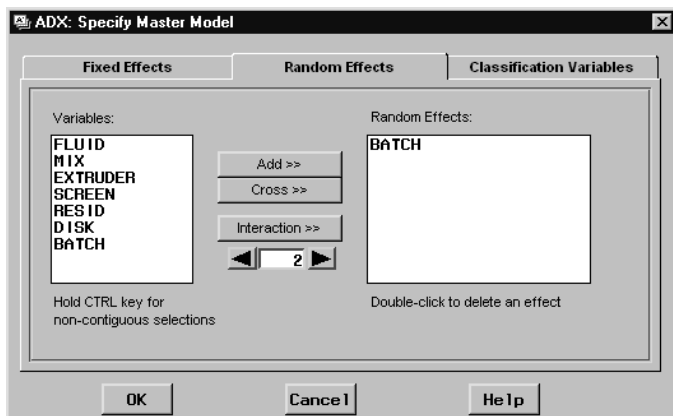 ADX: Specify Master Model
Fixed Effects
Random Effects
Classification Variables
Variables:
FLUID
MIX
EXTRUDER
SCREEN
RESID
DISK
BATCH
Add >>
Cross >>
Interaction >>
2
Random Effects:
BATCH
Hold CTRL key for
non-contiguous selections
Double-click to delete an effect
OK
Cancel
Help